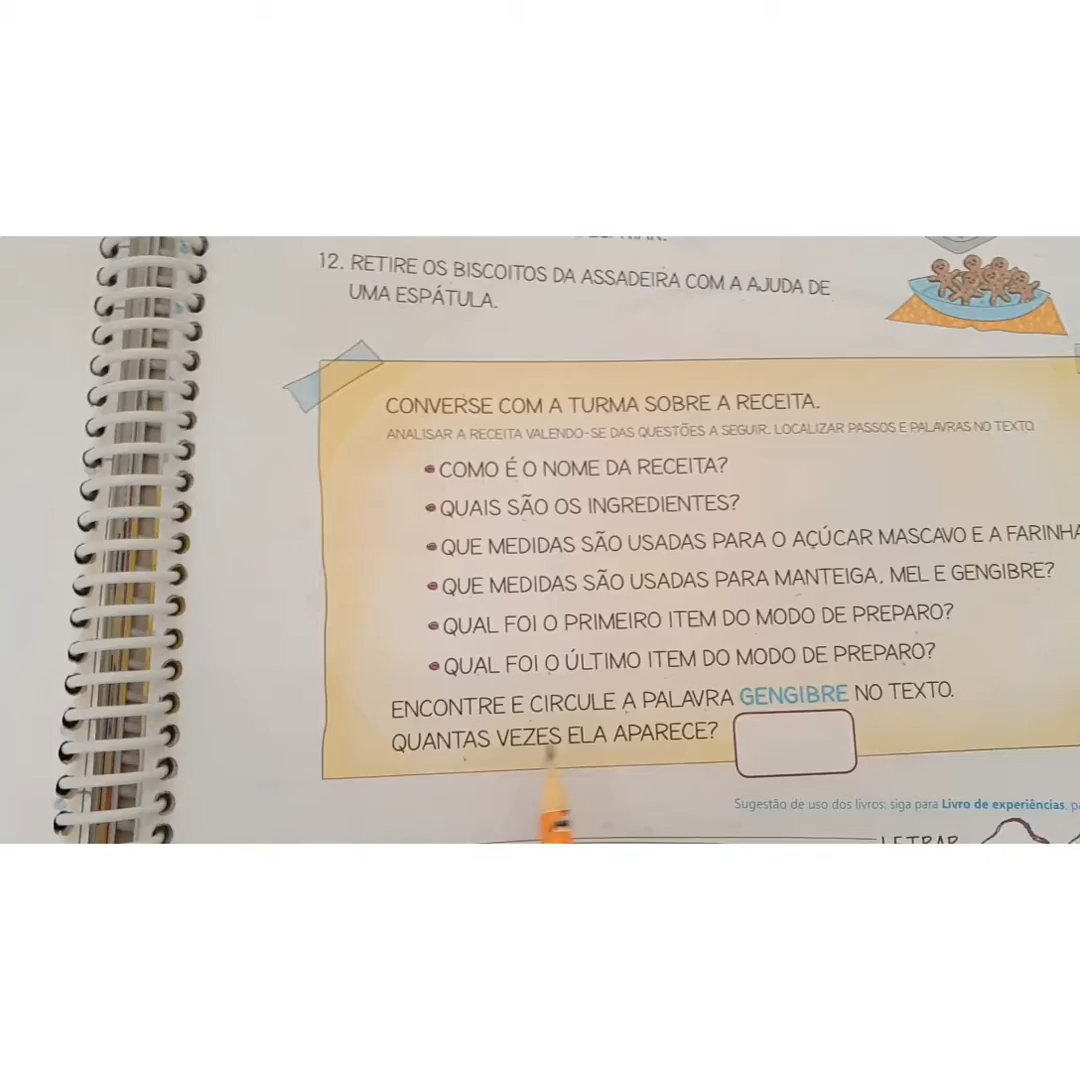 12. RETIRE OS BISCOITOS DA ASSADEIRA COM A AJUDA DE
UMA ESPÁTULA.
CONVERSE COM A TURMA SOBRE A RECEITA.
ANALISAR A RECEITA VALENDO-SE DAS QUESTÕES A SEGUIR. LOCALIZAR PASSOS E PALAVRAS NO TEXTO.
• COMO É O NOME DA RECEITA?
• QUAIS SÃO OS INGREDIENTES?
• QUE MEDIDAS SÃO USADAS PARA O AÇÚCAR MASCAVO E A FARINHA
• QUE MEDIDAS SÃO USADAS PARA MANTEIGA, MEL E GENGIBRE?
• QUAL FOI O PRIMEIRO ITEM DO MODO DE PREPARO?
• QUAL FOI O ÚLTIMO ITEM DO MODO DE PREPARO?
ENCONTRE E CIRCULE A PALAVRA GENGIBRE NO TEXTO.
QUANTAS VEZES ELA APARECE?
Sugestão de uso dos livros: siga para Livro de experiências,